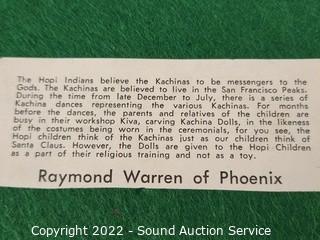 The Hopi Indians believe the Kachinas to be messengers to the
Gods. The Kachinas are believed to live in the San Francisco Peaks.
During the time from late December to July, there is a series of
Kachina dances representing the various Kachinas. For months
before the dances, the parents and relatives of the children are
busy in their workshop Kiva, carving Kachina Dolls, in the likeness
of the costumes being worn in the ceremonials, for you see, the
Hopi children think of the Kachinas just as our children think of
Santa Claus. However, the Dolls are given to the Hopi Children
as a part of their religious training and not as a toy.
Raymond Warren of Phoenix
Copyright 2022 - Sound Auction Service